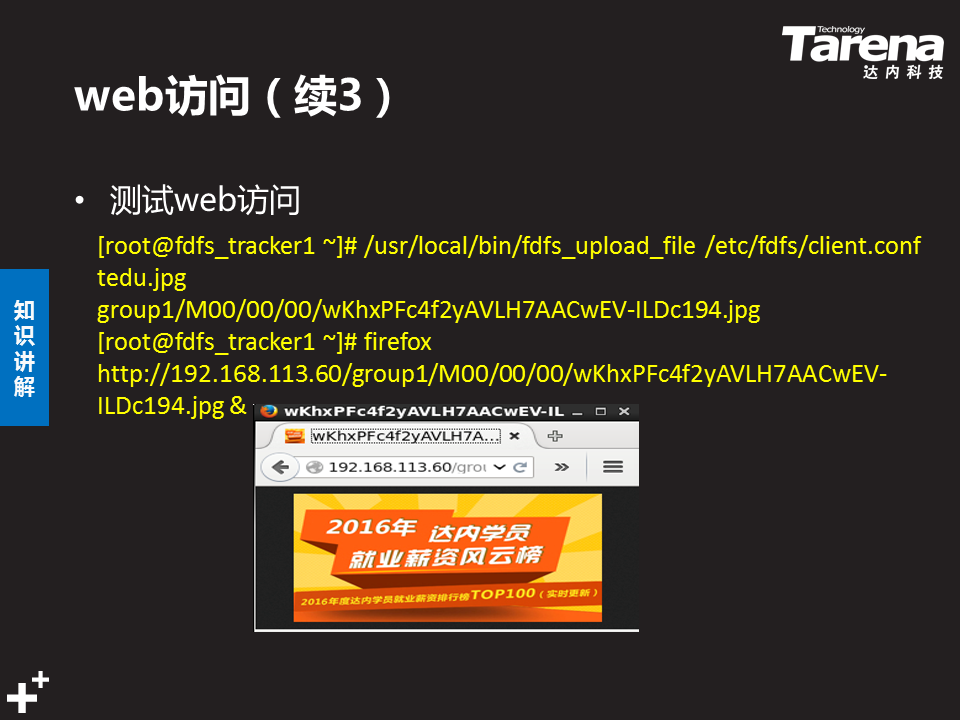 Technology
Tarena
达内科技
web访问（续3）
• 测试web访问
[root@fdfs_tracker1 ~]# /usr/local/bin/fdfs_upload_file /etc/fdfs/client.conf
tedu.jpg
group1/M00/00/00/wKhxPFc4f2yAVLH7AACwEV-ILDc194.jpg
[root@fdfs_tracker1 ~]# firefox
http://192.168.113.60/group1/M00/00/00/wKhxPFc4f2yAVLH7AACwEV-
ILDc194.jpg &
知识讲解
wKhxPFc4f2yAVLH7AACwEV-IL
wKhxPFc4f2yAVLH7A...
192.168.113.60/grou
2016年 达内学员
就业薪资风云榜
2016年度达内学员就业薪资排行榜TOP100（实时更新）